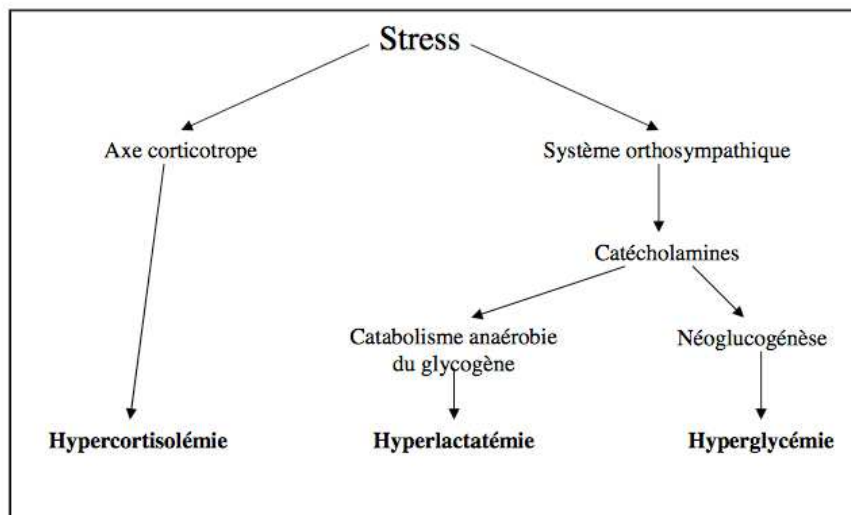 Stress
Axe corticotrope
Système orthosympathique
Catécholamines
Catabolisme anaérobie
du glycogène
Néoglucogénèse
Hypercortisolémie
Hyperlactatémie
Hyperglycémie